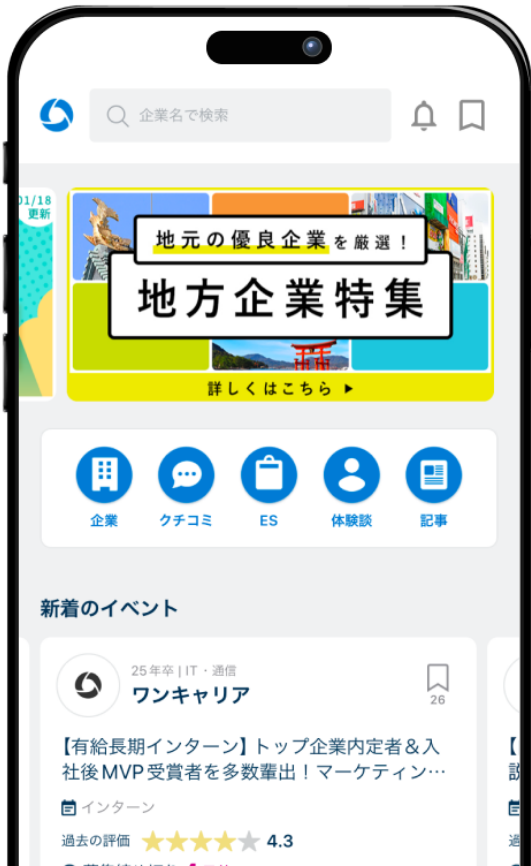 企業名で検索
01/18
更新
地元の優良企業を厳選！
地方企業特集
詳しくはこちら ▶
企業
クチコミ
ES
体験談
記事
新着のイベント
25年卒 | IT・通信
ワンキャリア
26
【有給長期インターン】トップ企業内定者＆入
社後MVP受賞者を多数輩出！マーケティン…
インターン
過去の評価 ★★★★★ 4.3
【
説
過